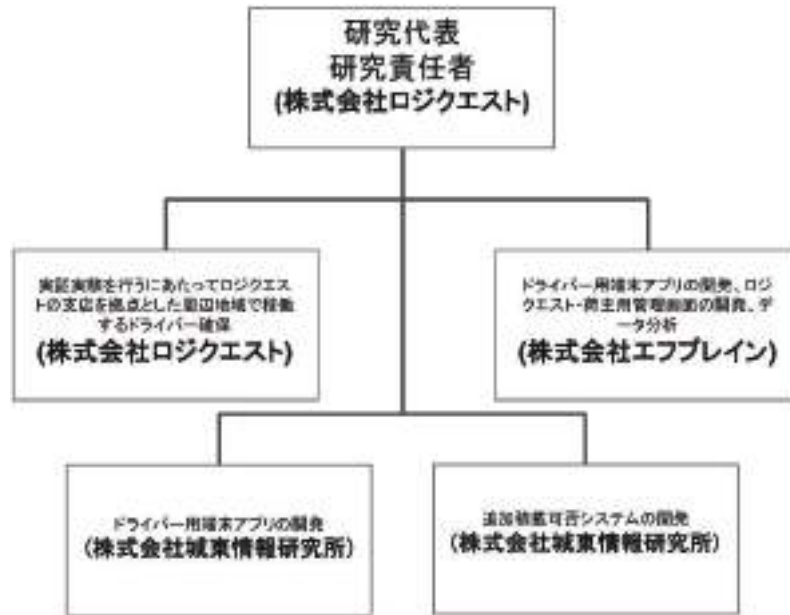 研究代表
研究責任者
(株式会社ロジクエスト)
実証実験を行うにあたってロジクエス
トの支店を拠点とした周辺地域で稼働
するドライバー確保
(株式会社ロジクエスト)
ドライバー用端末アプリの開発、ロジ
クエスト・荷主用管理画面の開発、デ
ータ分析
(株式会社エフブレイン)
ドライバー用端末アプリの開発
（株式会社城東情報研究所）
追加積載可否システムの開発
（株式会社城東情報研究所）